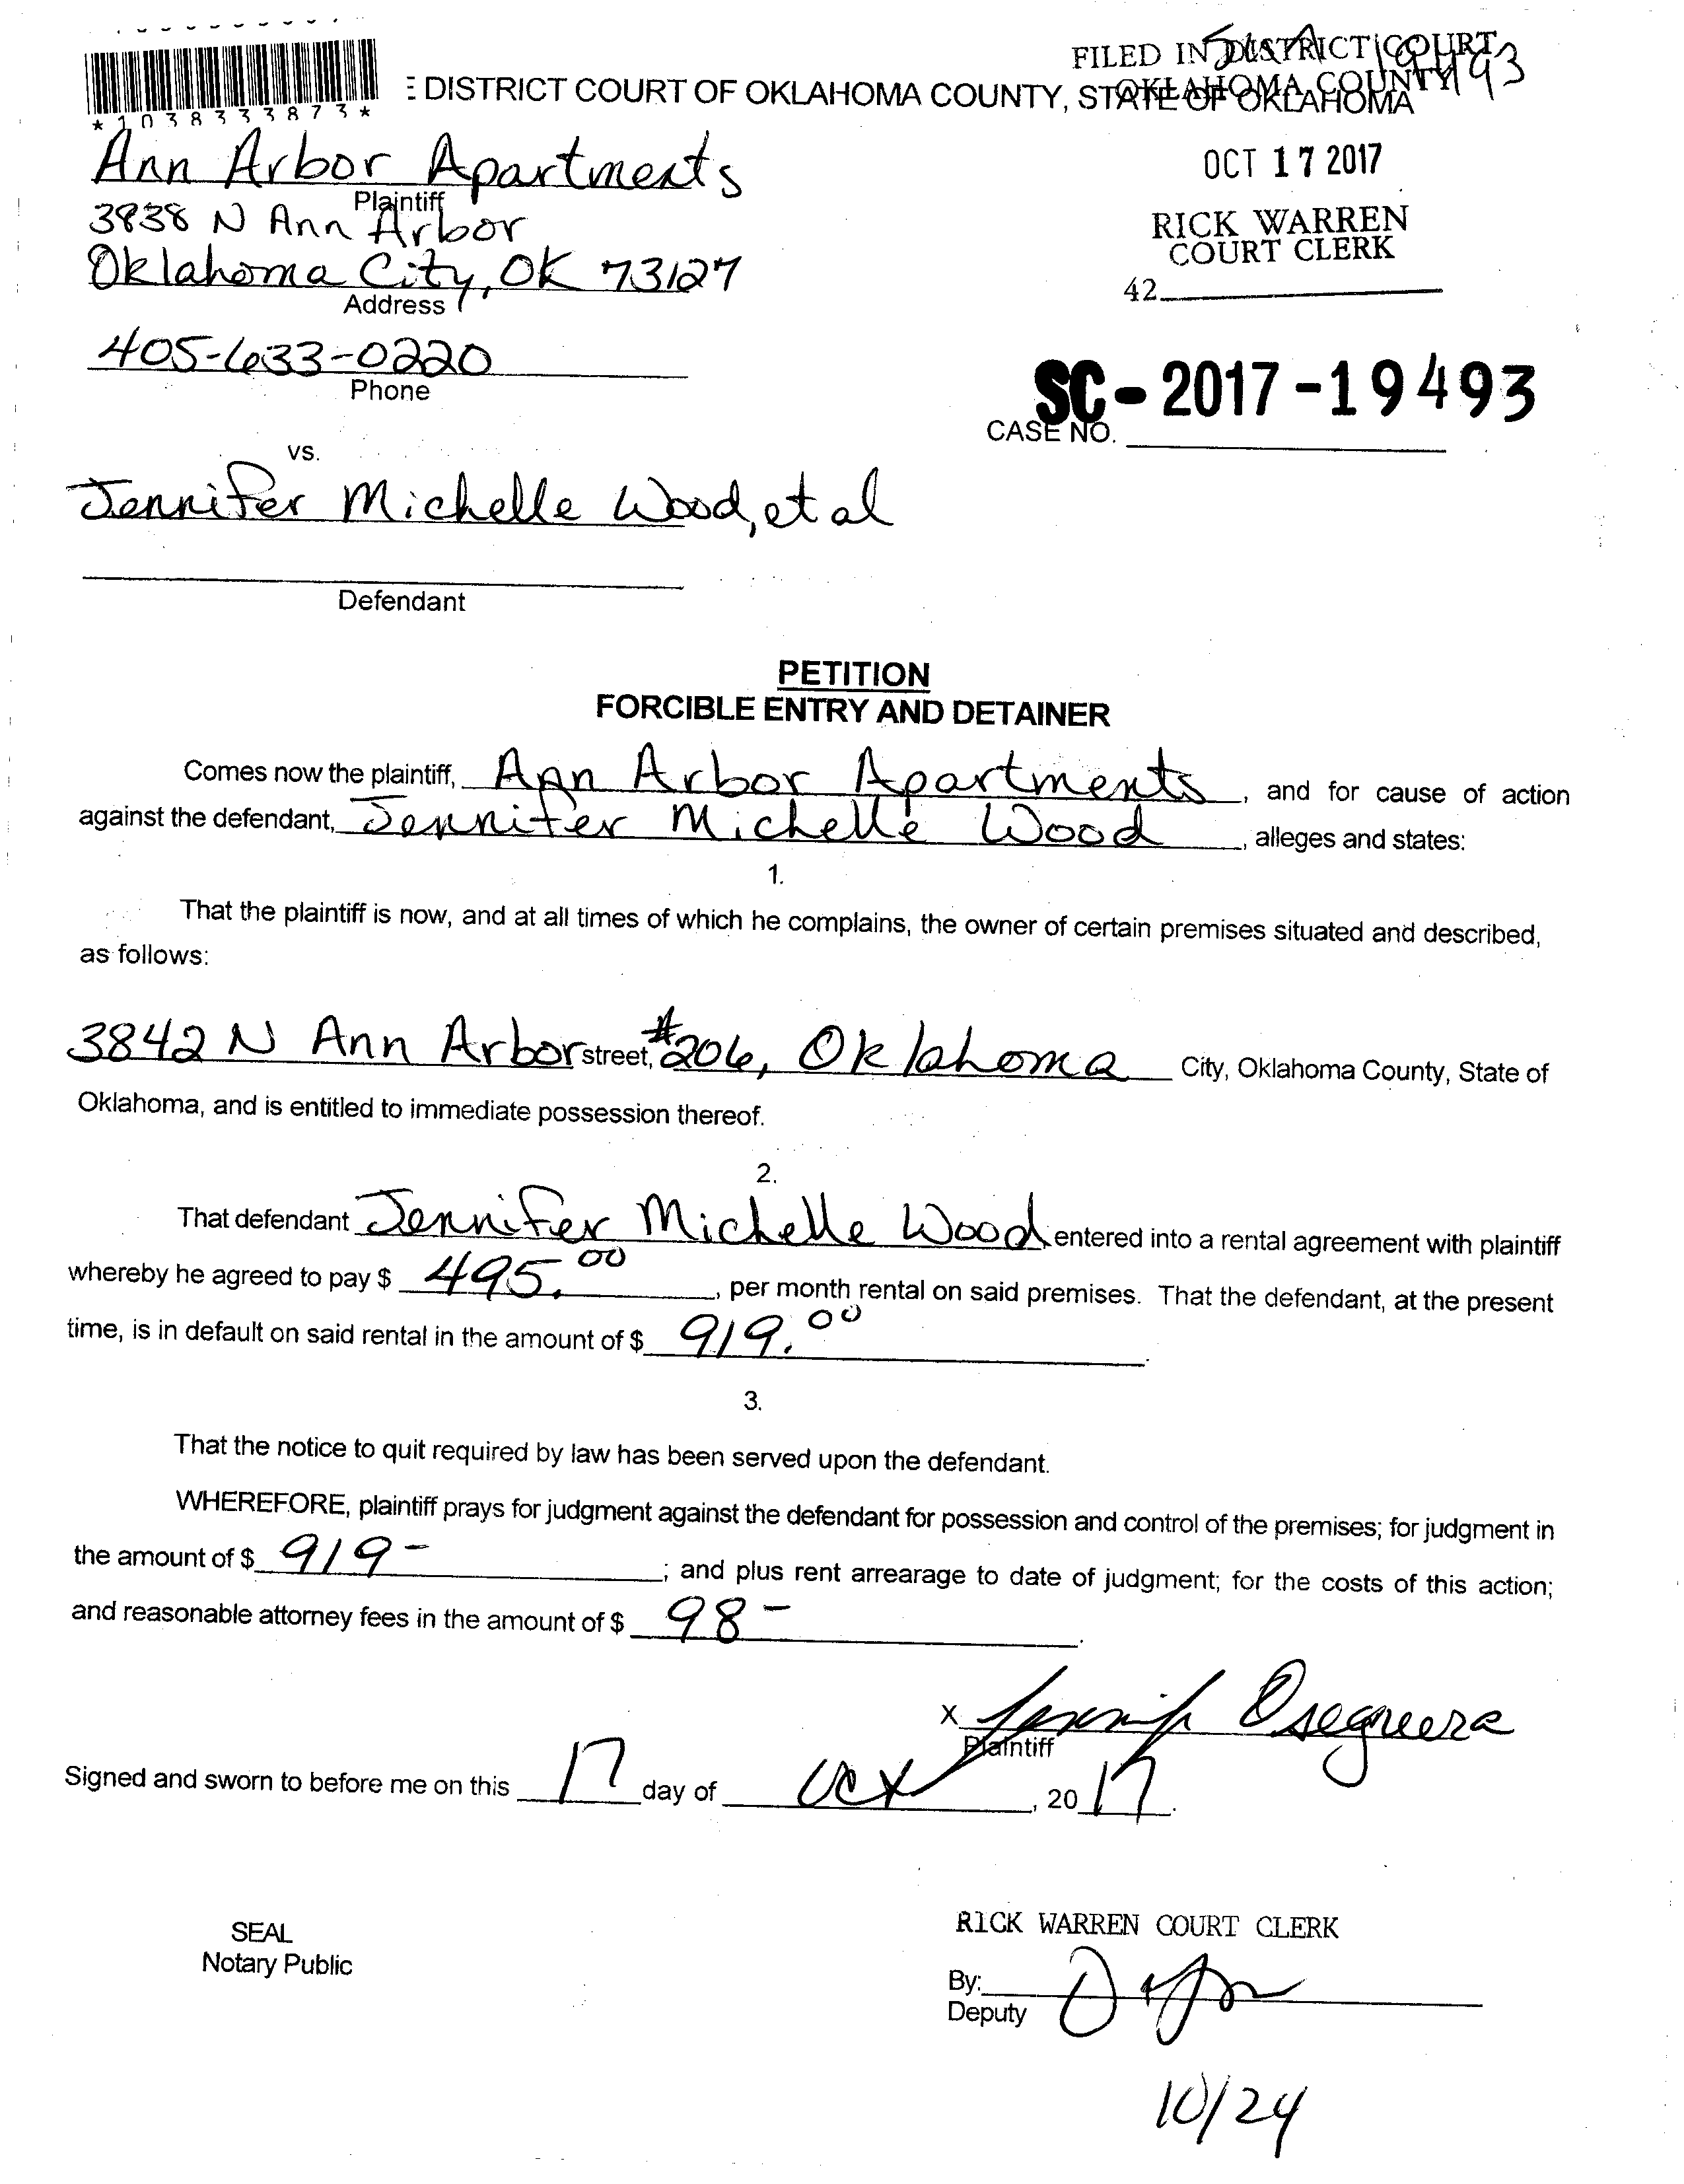 FILED IN DISTRICT COURT
OKLAHOMA COUNTY
19493
E DISTRICT COURT OF OKLAHOMA COUNTY, STATE OF OKLAHOMA
*1038333873*
Ann Arbor Apartments
Plaintiff
3838 N Ann Arbor
Oklahoma City, OK 73127
Address
405-633-0220
Phone
OCT 17 2017
RICK WARREN
COURT CLERK
42
SC-2017-19493
CASE NO.
vs.
Jennifer Michelle Wood, et al
Defendant
PETITION
FORCIBLE ENTRY AND DETAINER
Comes now the plaintiff, Ann Arbor Apartments, and for cause of action
against the defendant, Jennifer Michelle Wood, alleges and states:
1.
That the plaintiff is now, and at all times of which he complains, the owner of certain premises situated and described,
as follows:
3842 N Ann Arbor street, #206, Oklahoma City, Oklahoma County, State of
Oklahoma, and is entitled to immediate possession thereof.
2.
That defendant Jennifer Michelle Wood entered into a rental agreement with plaintiff
whereby he agreed to pay $ 495.00, per month rental on said premises. That the defendant, at the present
time, is in default on said rental in the amount of $ 919.00.
3.
That the notice to quit required by law has been served upon the defendant.
WHEREFORE, plaintiff prays for judgment against the defendant for possession and control of the premises; for judgment in
the amount of $ 919-; and plus rent arrearage to date of judgment; for the costs of this action;
and reasonable attorney fees in the amount of $ 98-.
X Osegueera
Plaintiff
Signed and sworn to before me on this 17 day of Oct, 2017.
SEAL
Notary Public
RICK WARREN COURT CLERK
By:
Deputy
10/24